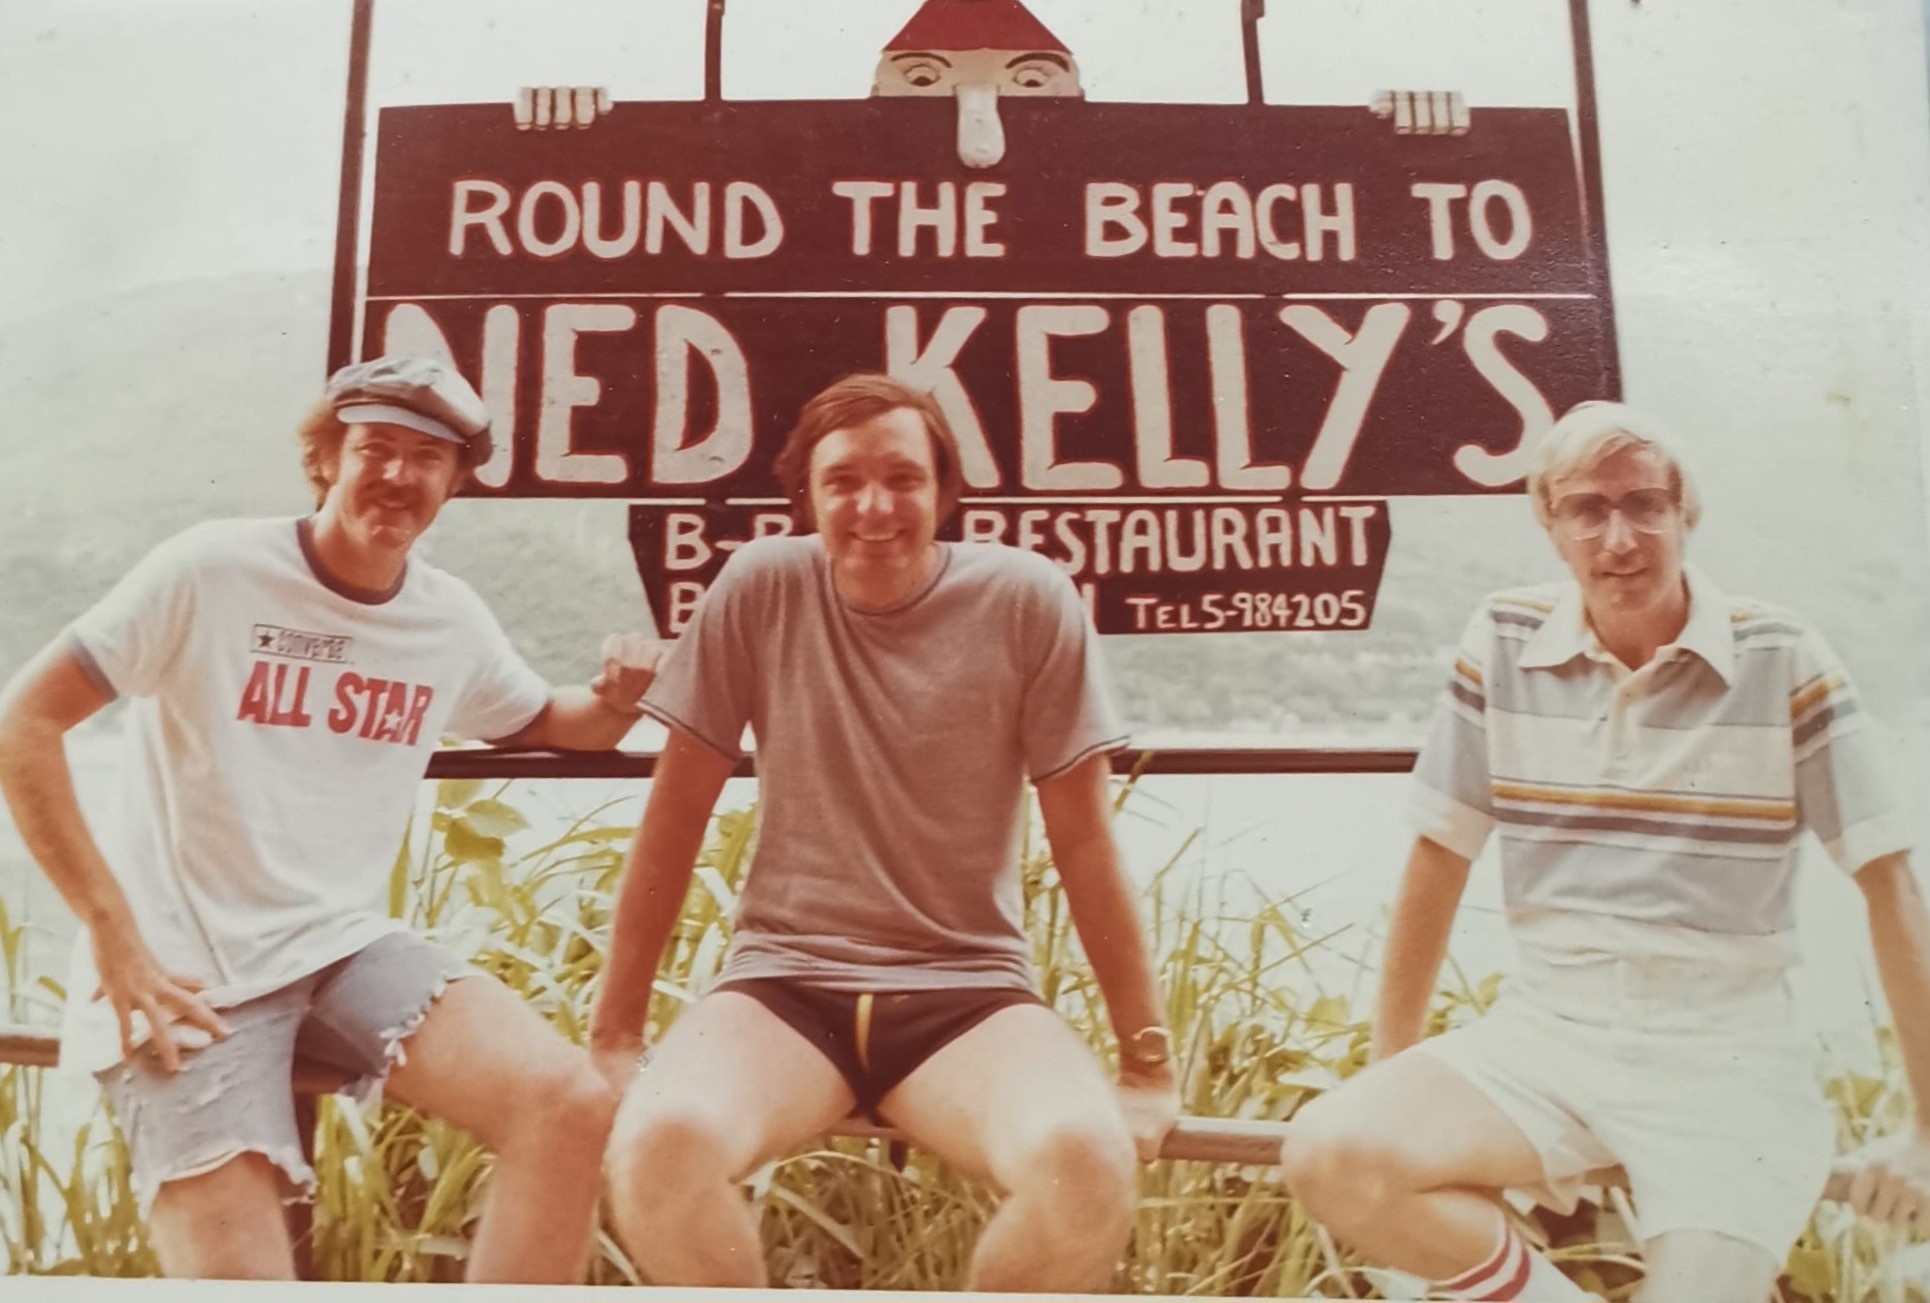 ROUND THE BEACH TO
NED KELLY'S
RESTAURANT
TEL 5-984205
converse
ALL STAR